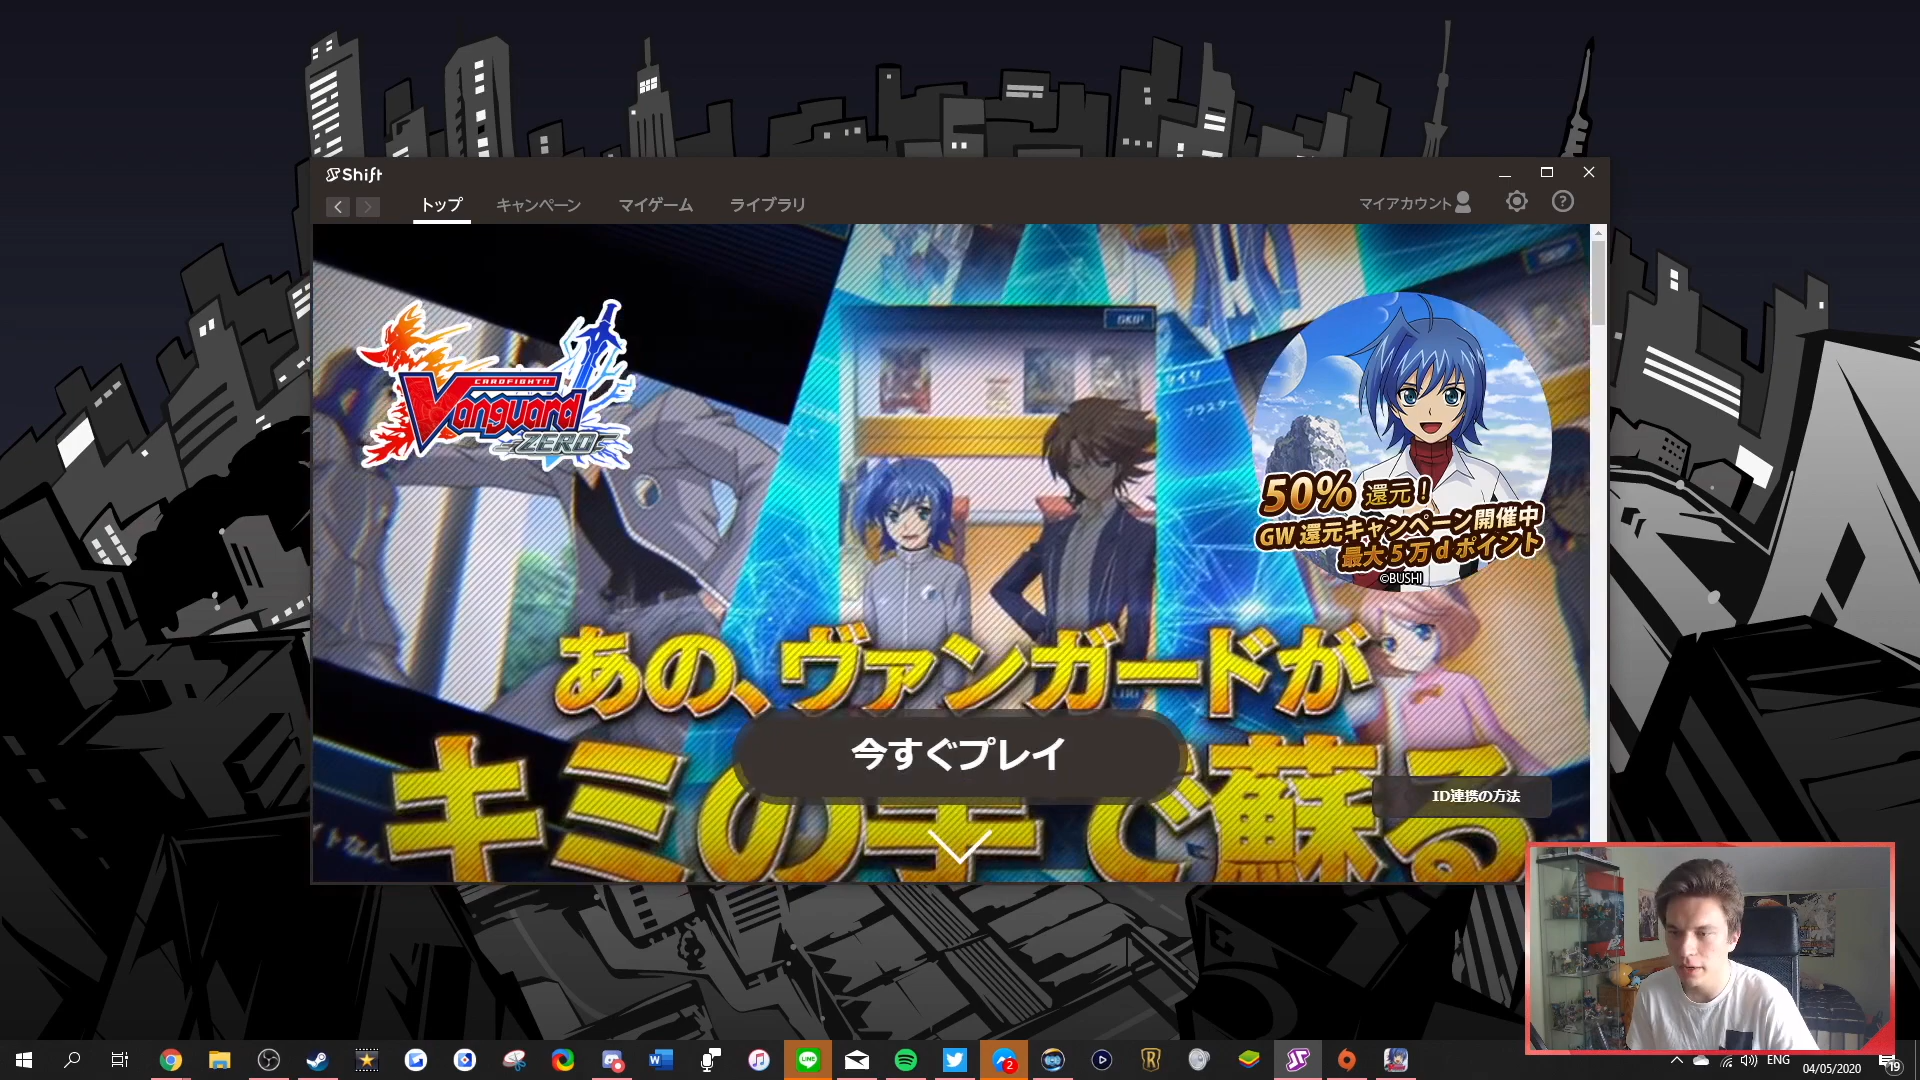 Shift
トップ キャンペーン マイゲーム ライブラリ マイアカウント
SKIP
CARDFIGHT!!
Vanguard
ZERO
50% 還元!
GW 還元キャンペーン開催中
最大5万dポイント
©BUSHI
あの、ヴァンガードが
今すぐプレイ
キミの手で蘇る
ID連携の方法
2
ENG
04/05/2020
19